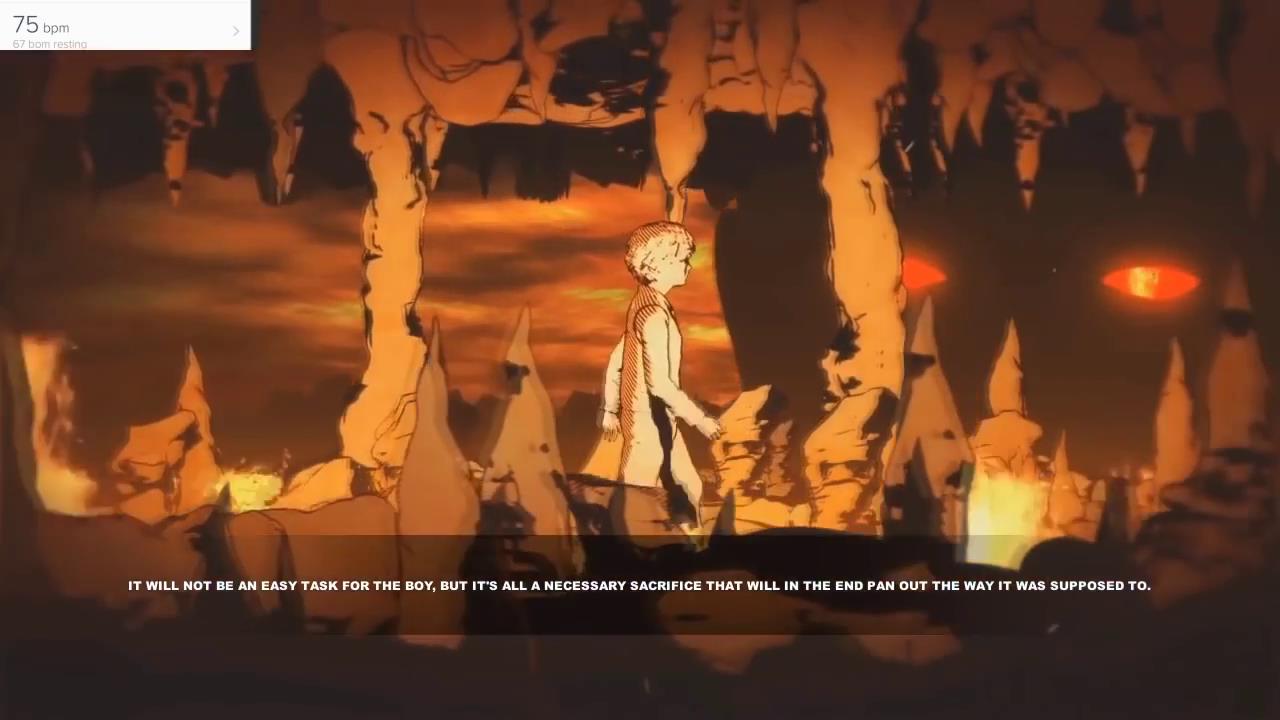 75 bpm
67 bpm resting
IT WILL NOT BE AN EASY TASK FOR THE BOY, BUT IT'S ALL A NECESSARY SACRIFICE THAT WILL IN THE END PAN OUT THE WAY IT WAS SUPPOSED TO.